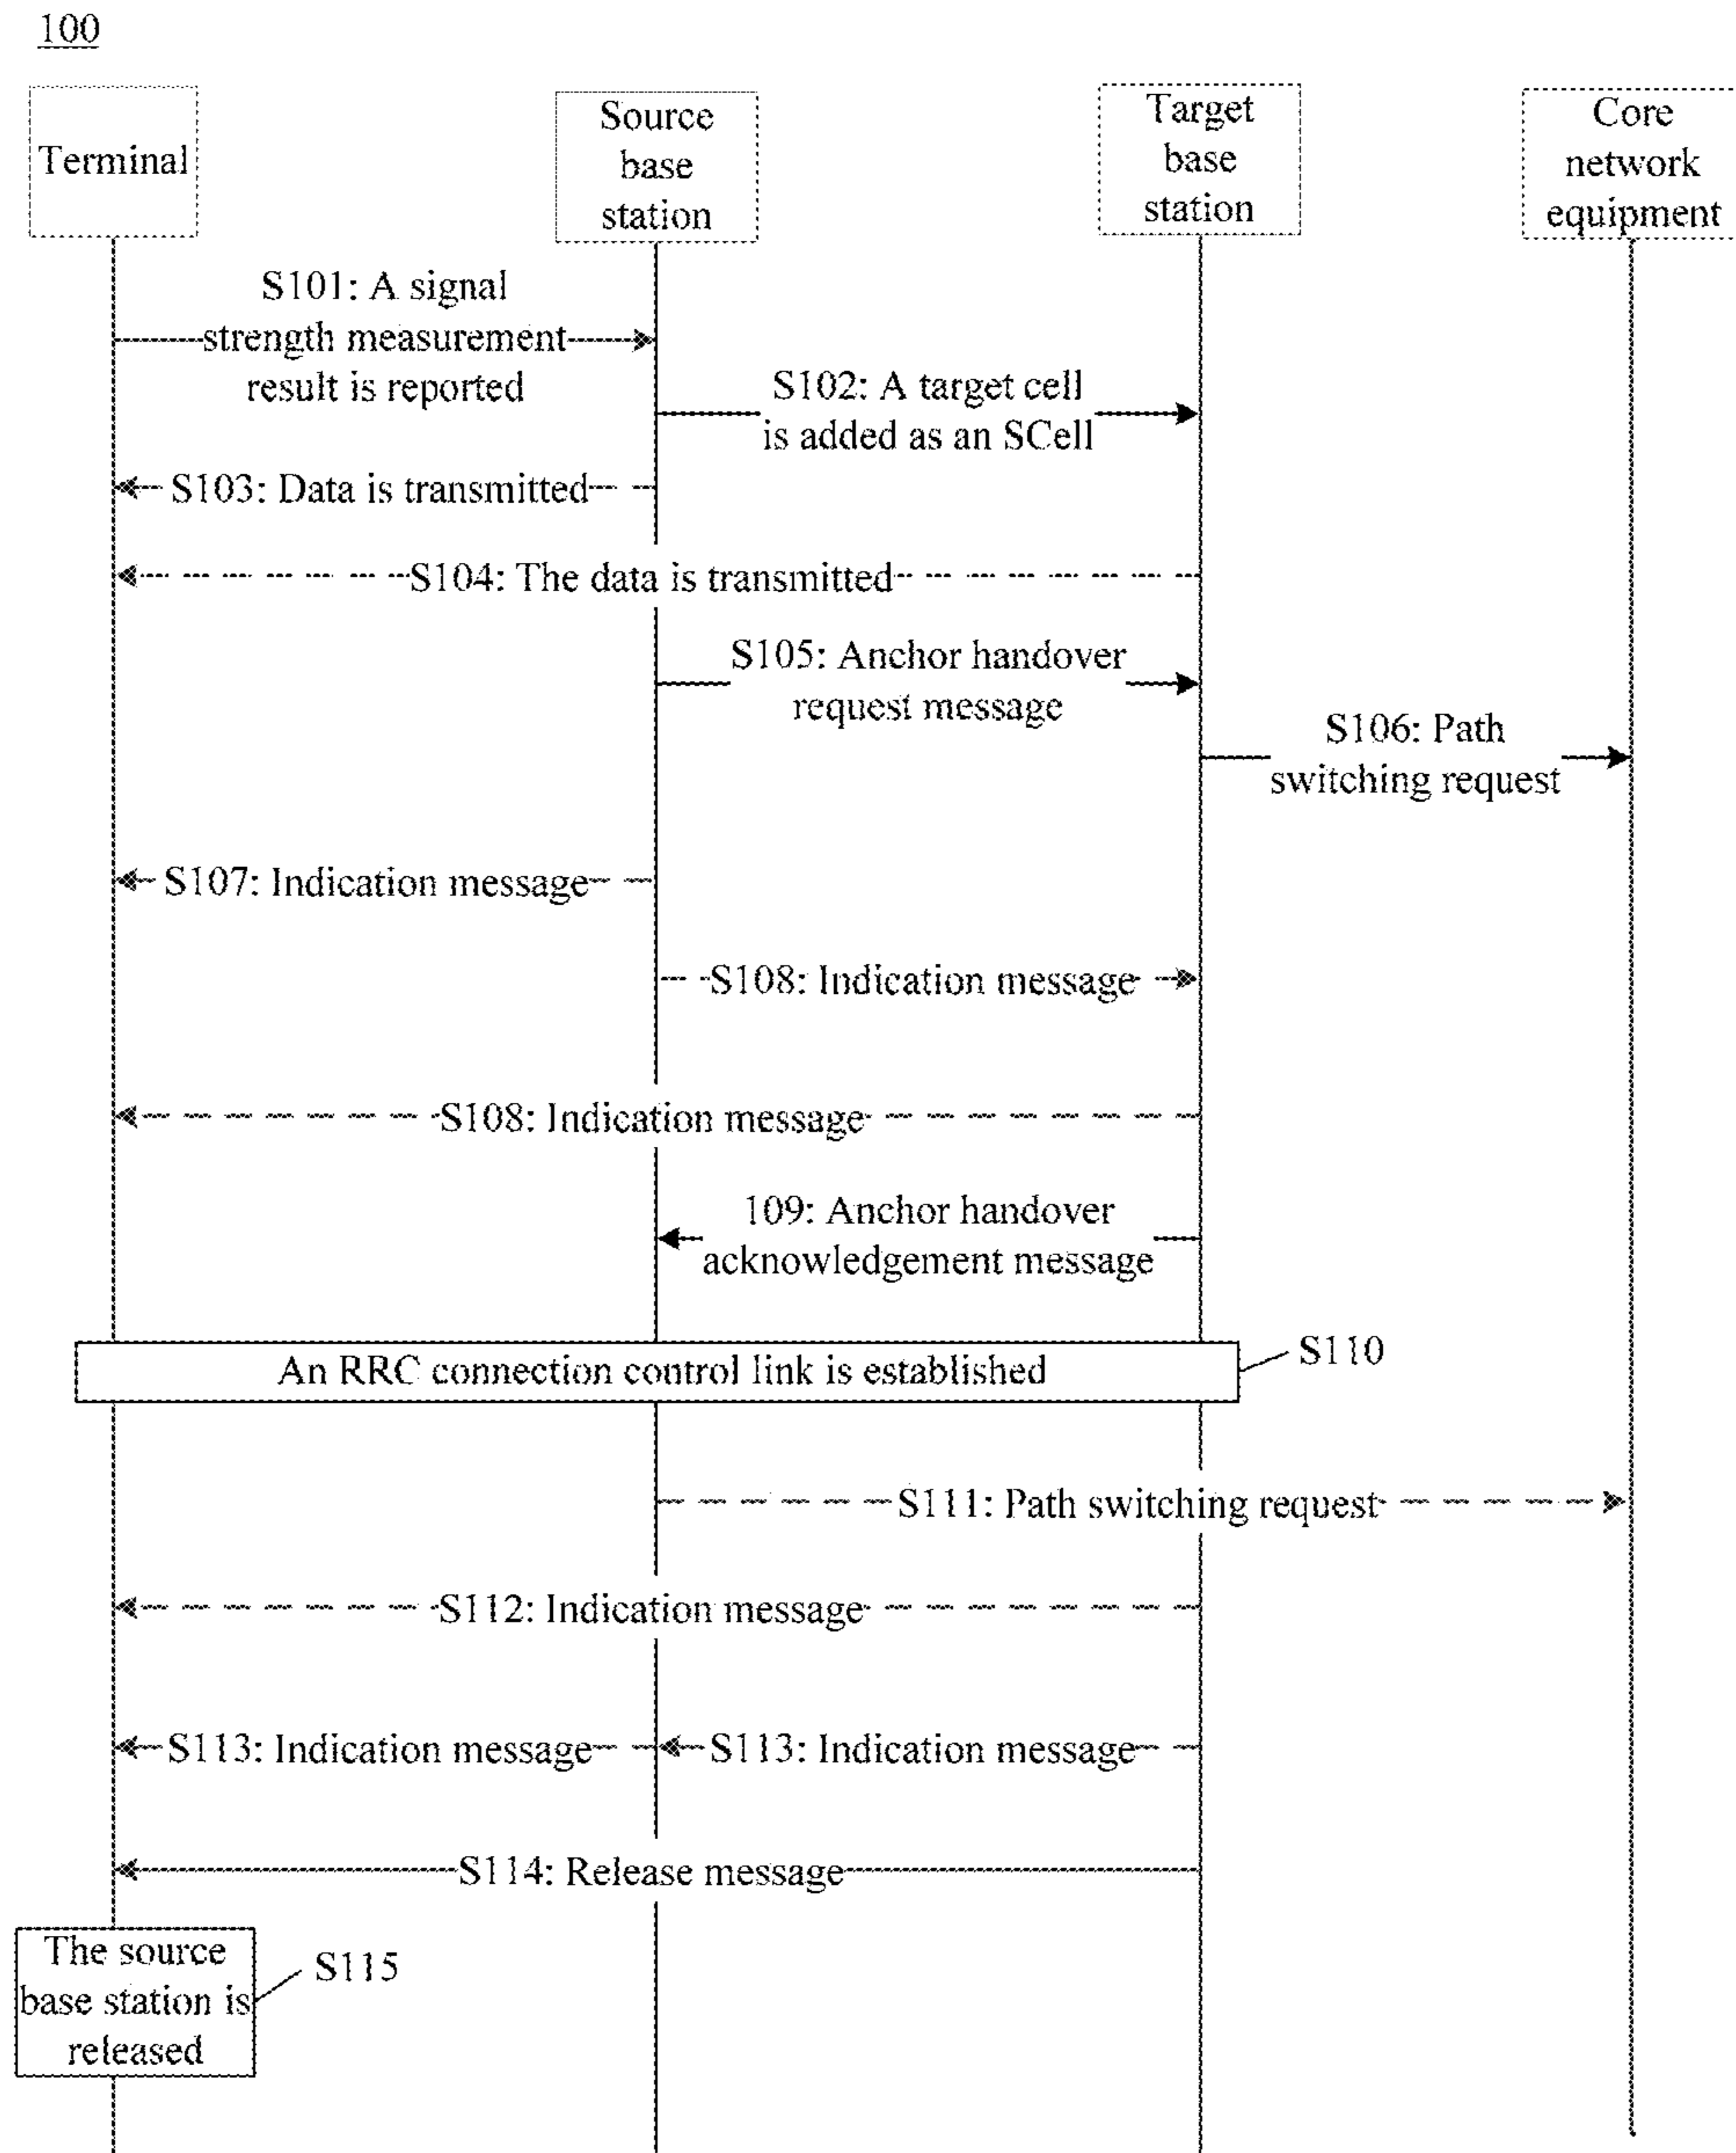 100
Terminal
Source
base
station
Target
base
station
Core
network
equipment
S101: A signal
strength measurement
result is reported
S102: A target cell
is added as an SCell
S103: Data is transmitted
S104: The data is transmitted
S105: Anchor handover
request message
S106: Path
switching request
S107: Indication message
S108: Indication message
S108: Indication message
109: Anchor handover
acknowledgement message
An RRC connection control link is established
S110
S111: Path switching request
S112: Indication message
S113: Indication message
S113: Indication message
S114: Release message
The source
base station is
released
S115